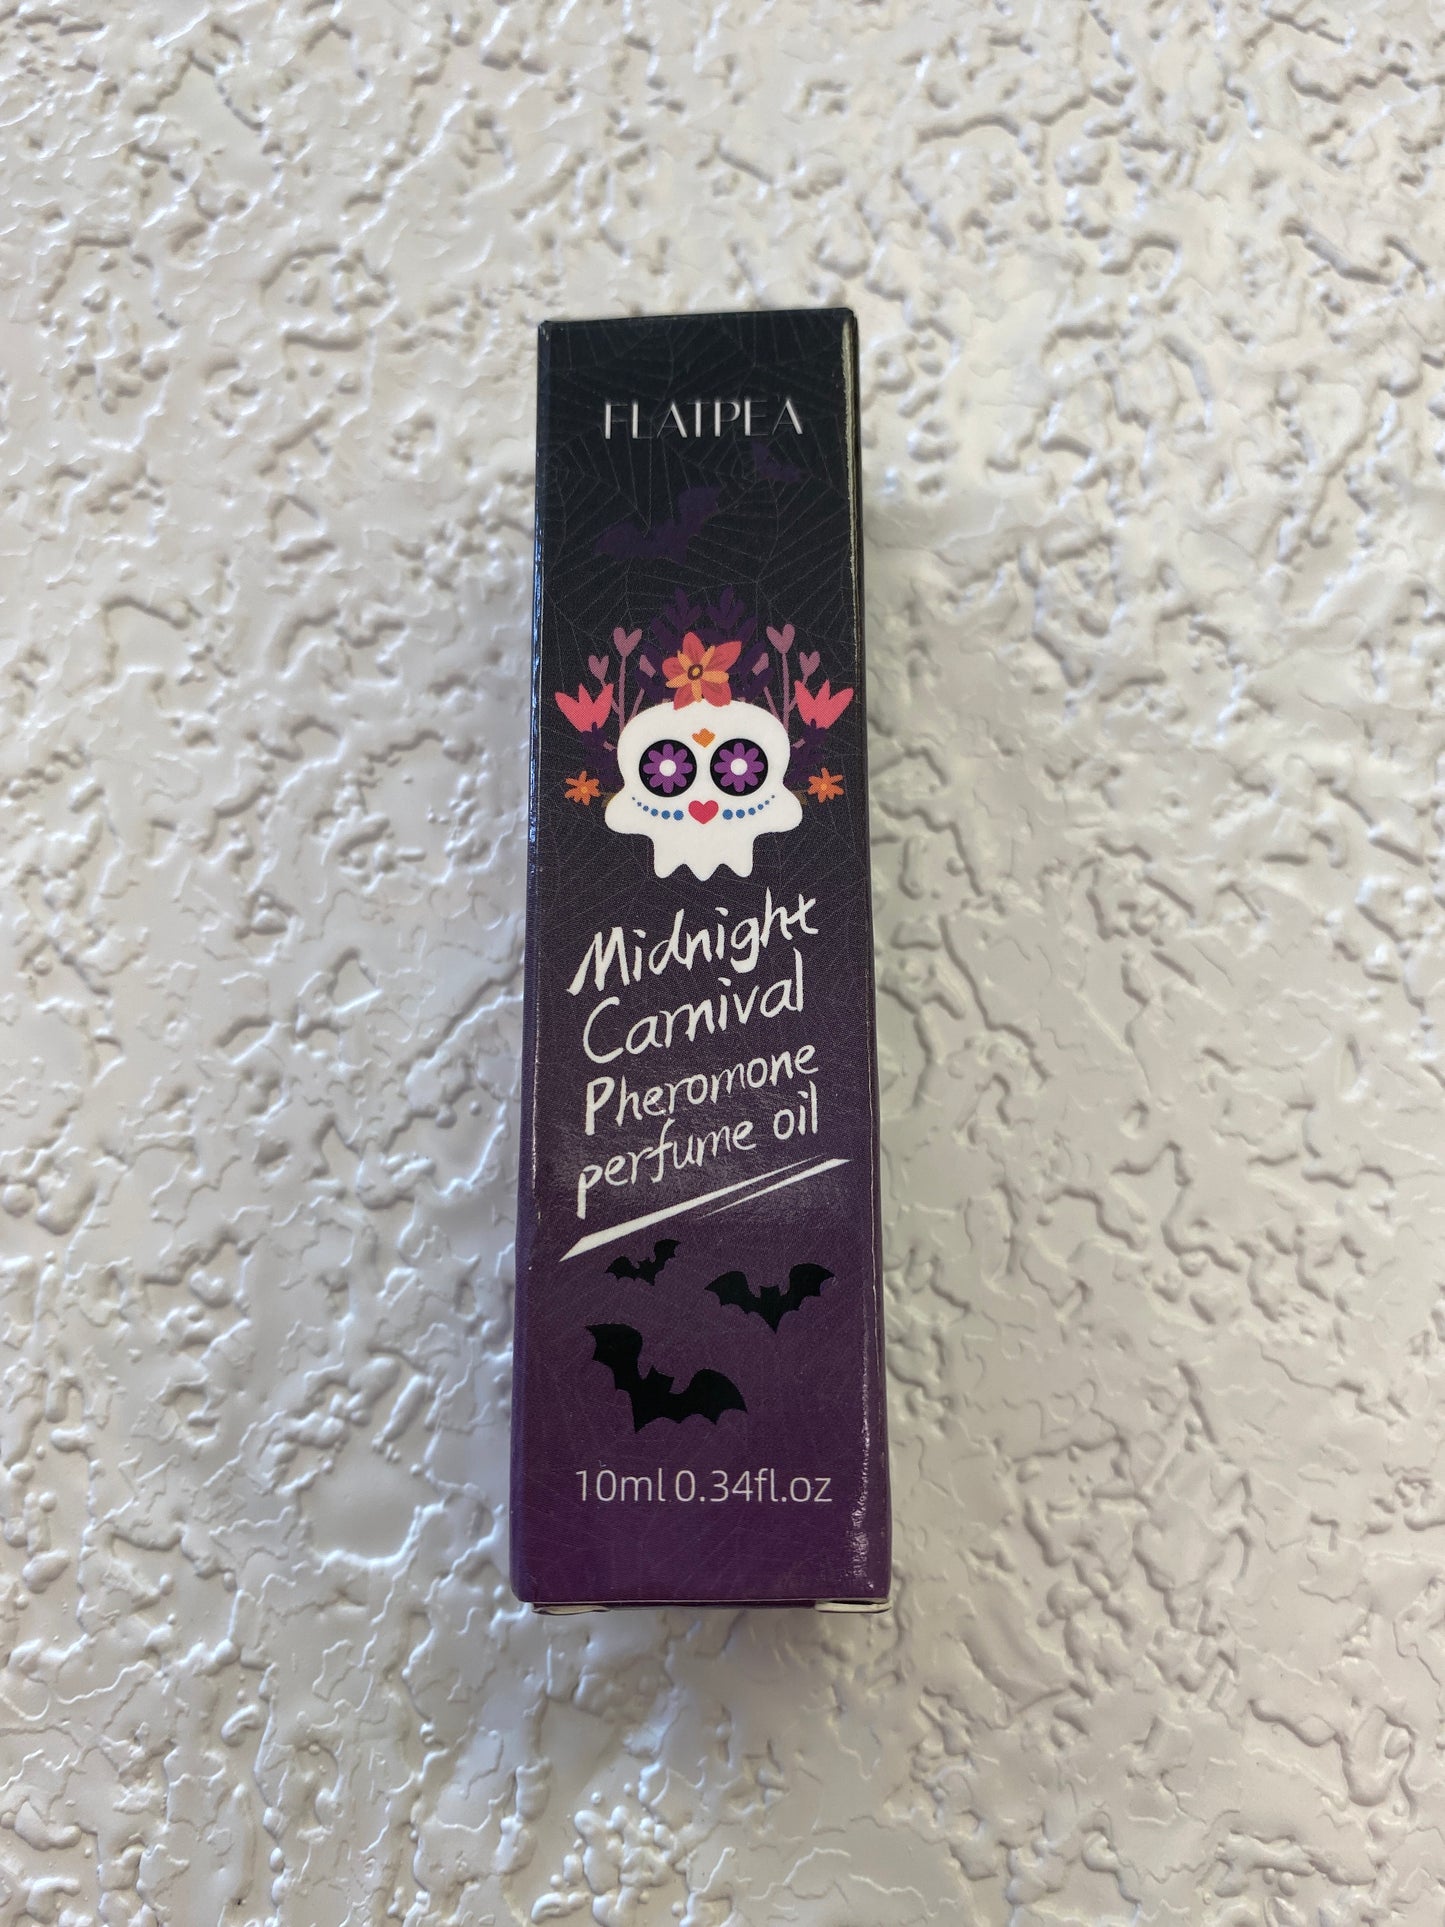 FLATPEA
Midnight
Carnival
Pheromone
perfume oil
10ml 0.34fl.oz